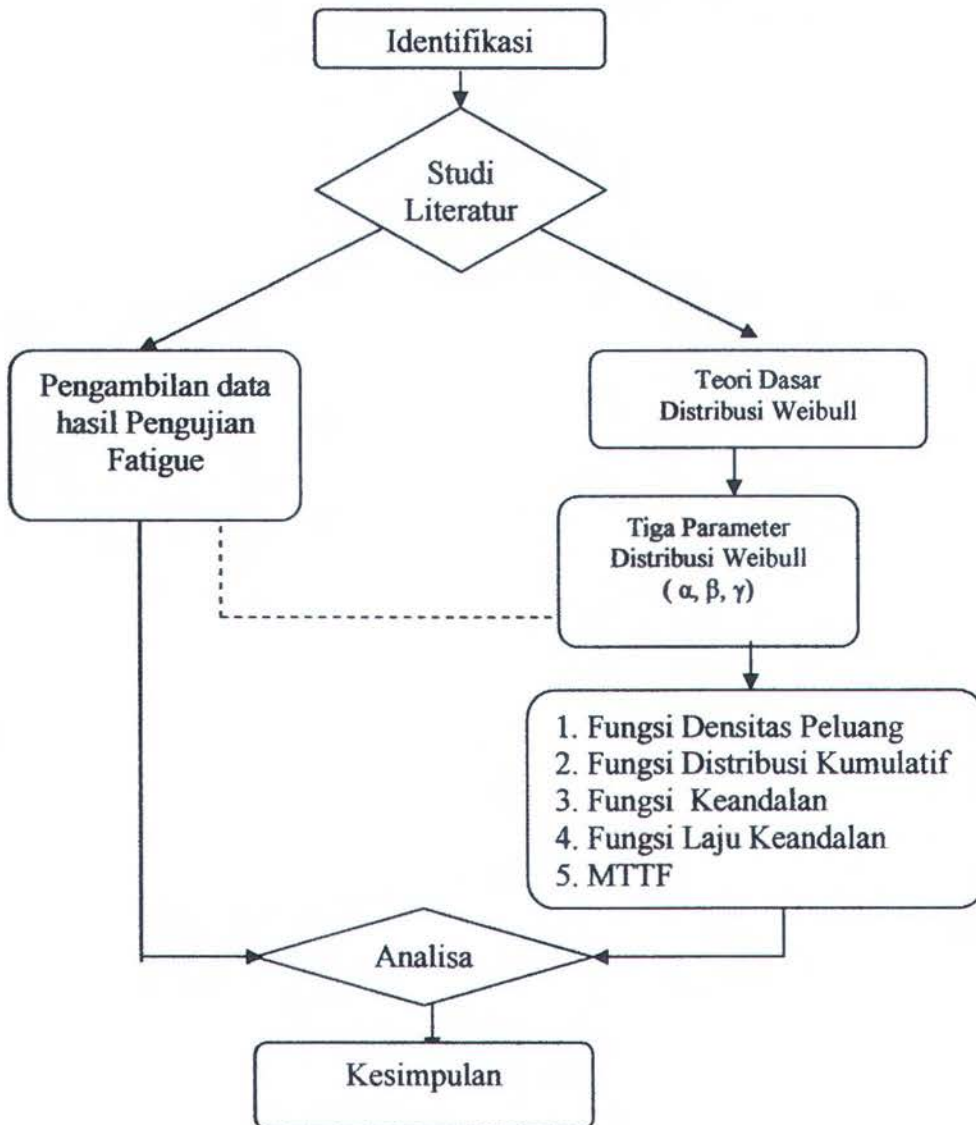 Identifikasi
Studi
Literatur
Pengambilan data
hasil Pengujian
Fatigue
Teori Dasar
Distribusi Weibull
Tiga Parameter
Distribusi Weibull
( α, β, γ)
1. Fungsi Densitas Peluang
2. Fungsi Distribusi Kumulatif
3. Fungsi Keandalan
4. Fungsi Laju Keandalan
5. MTTF
Analisa
Kesimpulan